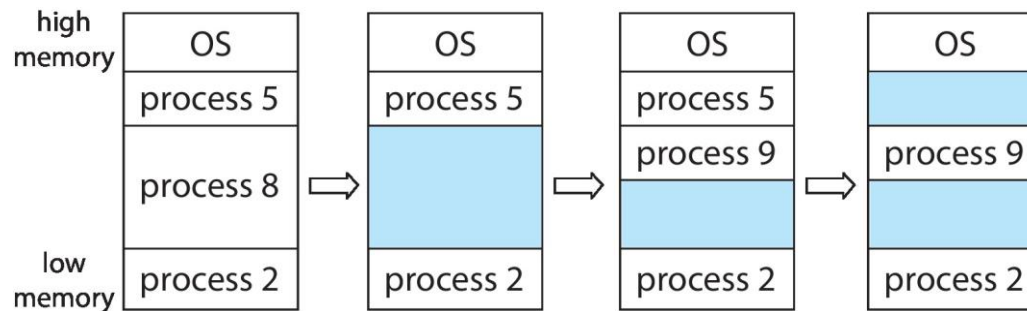 high
memory
OS
process 5
process 8
process 2
low
memory
OS
process 5
process 2
OS
process 5
process 9
process 2
OS
process 9
process 2